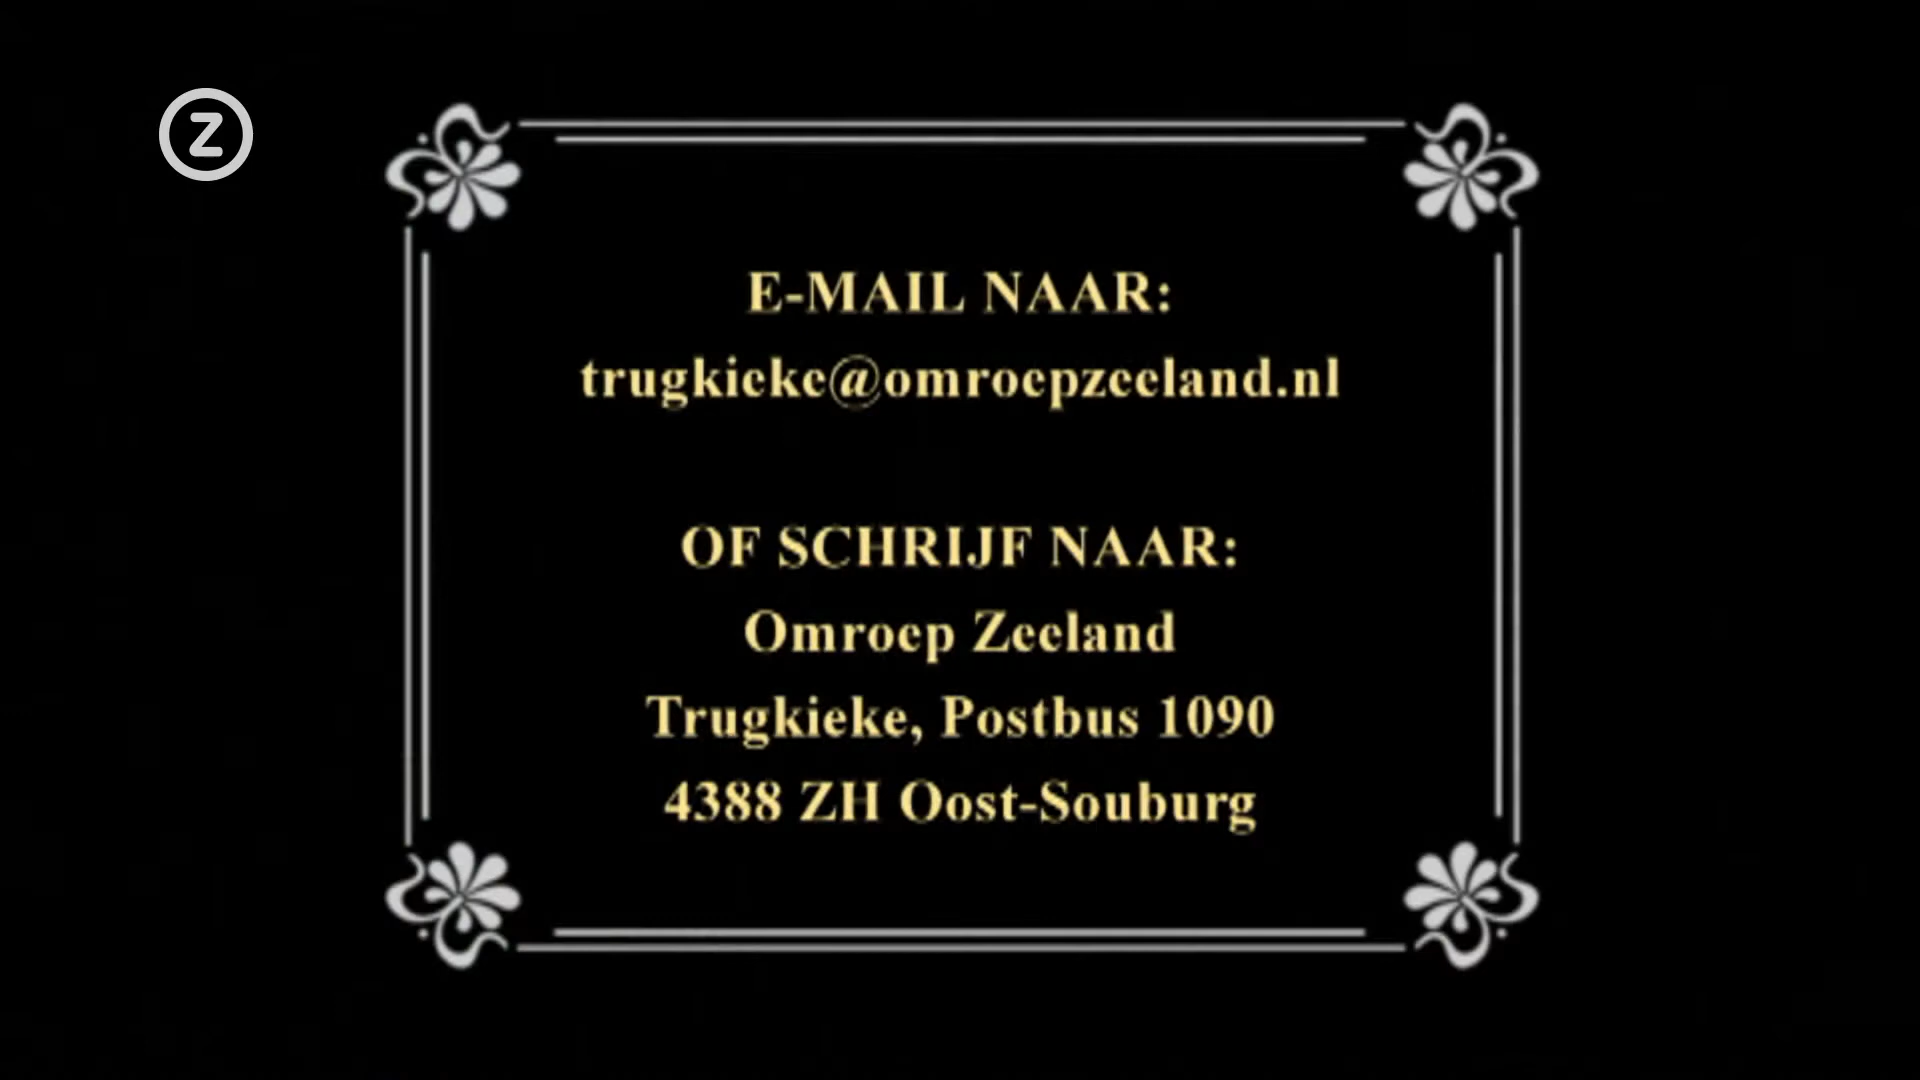 Z
E-MAIL NAAR:
trugkieke@omroepzeeland.nl
OF SCHRIJF NAAR:
Omroep Zeeland
Trugkieke, Postbus 1090
4388 ZH Oost-Souburg